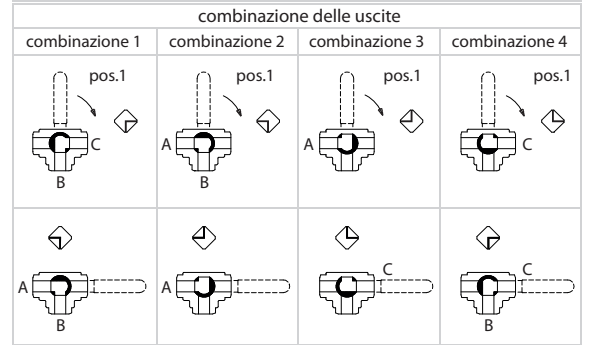 combinazione delle uscite
combinazione 1 combinazione 2 combinazione 3 combinazione 4
pos.1 pos.1 pos.1 pos.1
C A A C
B B
C C
A A
B B